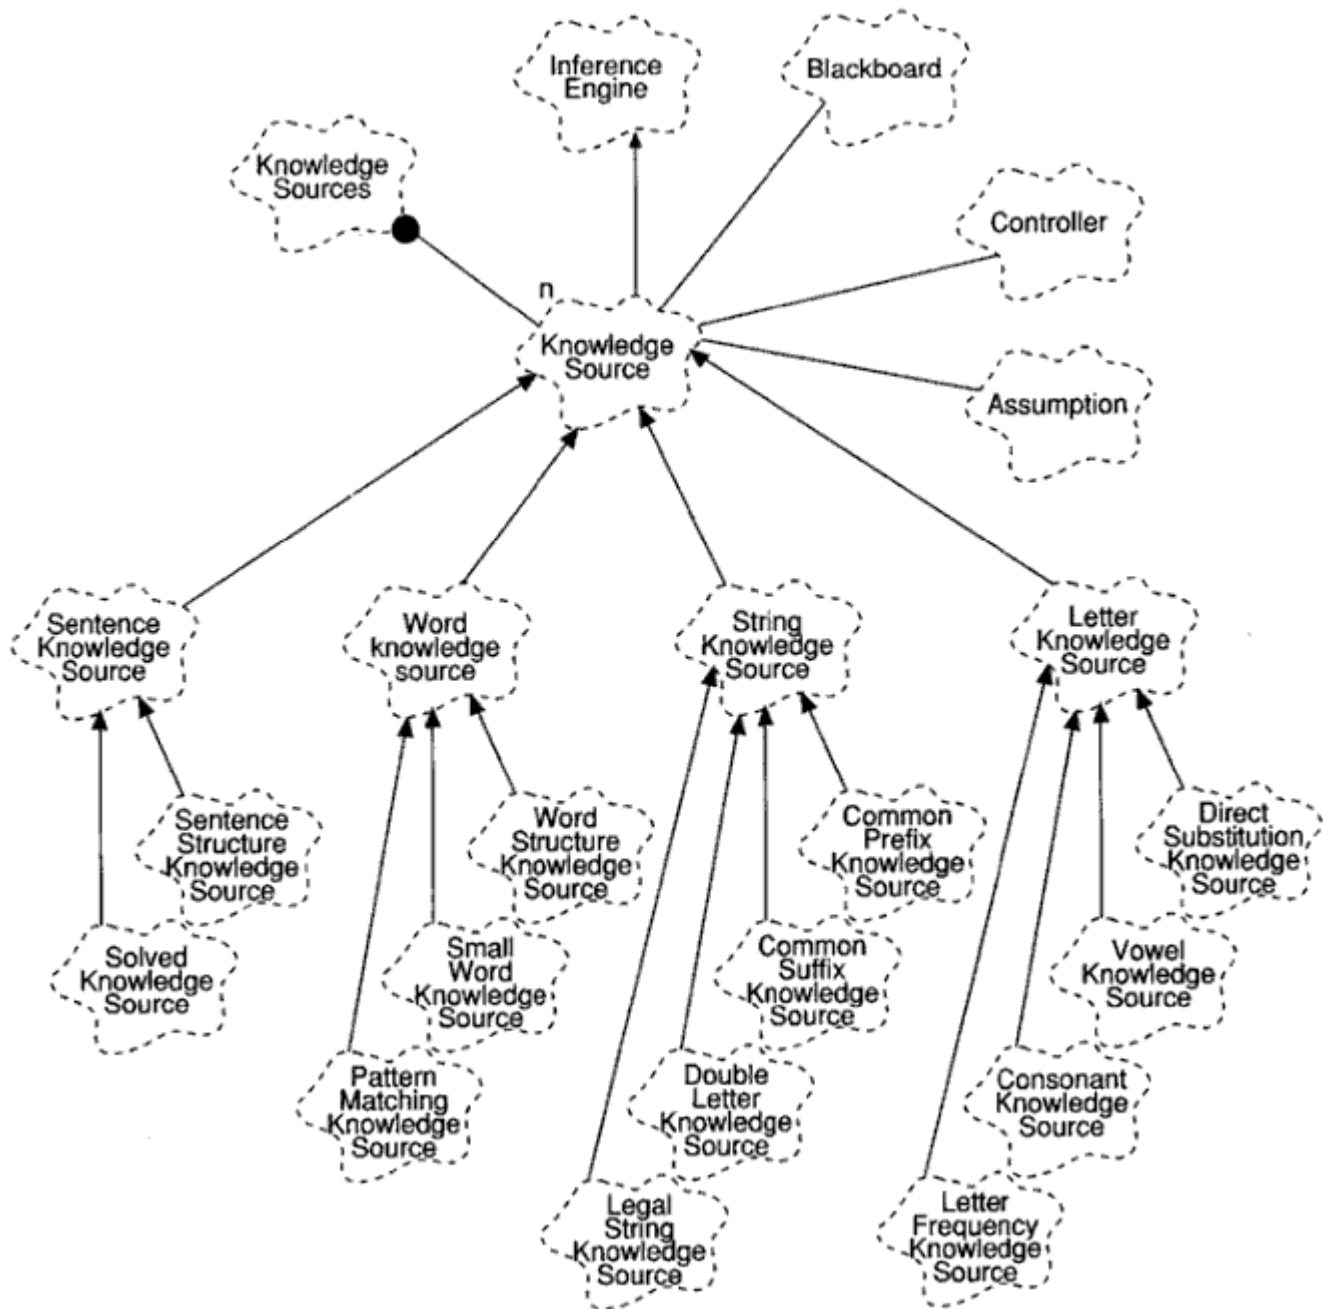 Inference
Engine
Blackboard
Knowledge
Sources
Controller
n
Knowledge
Source
Assumption
Sentence
Knowledge
Source
Word
knowledge
source
String
Knowledge
Source
Letter
Knowledge
Source
Sentence
Structure
Knowledge
Source
Word
Structure
Knowledge
Source
Common
Prefix
Knowledge
Source
Direct
Substitution
Knowledge
Source
Solved
Knowledge
Source
Small
Word
Knowledge
Source
Common
Suffix
Knowledge
Source
Vowel
Knowledge
Source
Pattern
Matching
Knowledge
Source
Double
Letter
Knowledge
Source
Consonant
Knowledge
Source
Legal
String
Knowledge
Source
Letter
Frequency
Knowledge
Source